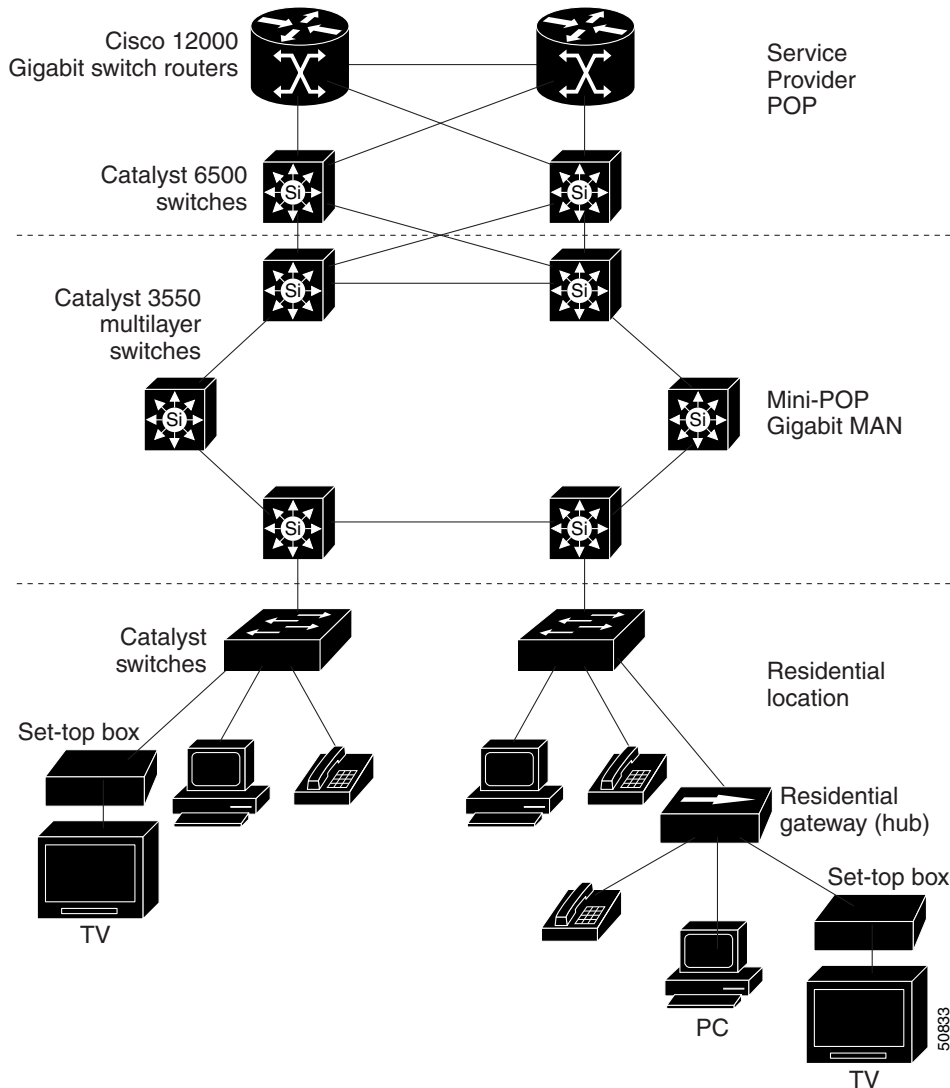 Cisco 12000
Gigabit switch routers
Service
Provider
POP
Catalyst 6500
switches
Si
Si
Si
Si
Catalyst 3550
multilayer
switches
Si
Si
Mini-POP
Gigabit MAN
Si
Si
Catalyst
switches
Residential
location
Set-top box
Residential
gateway (hub)
TV
Set-top box
PC
TV
50833